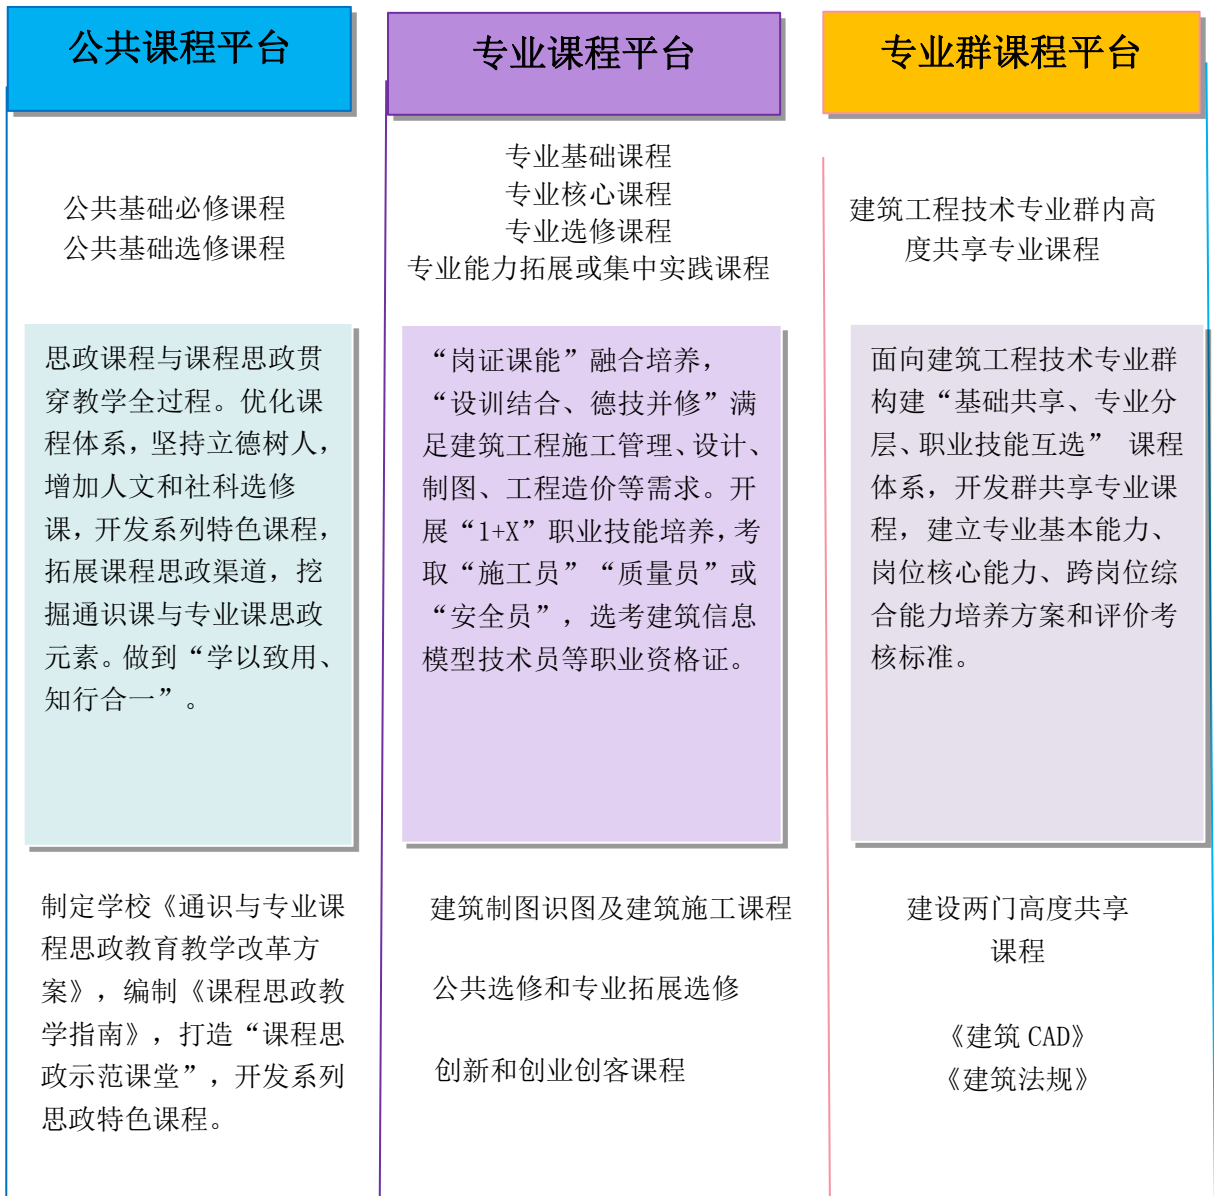 公共课程平台
公共基础必修课程
公共基础选修课程
思政课程与课程思政贯
穿教学全过程。优化课
程体系，坚持立德树人，
增加人文和社科选修
课，开发系列特色课程，
拓展课程思政渠道，挖
掘通识课与专业课思政
元素。做到“学以致用、
知行合一”。
制定学校《通识与专业课
程思政教育教学改革方
案》，编制《课程思政教
学指南》，打造“课程思
政示范课堂”，开发系列
思政特色课程。
专业课程平台
专业基础课程
专业核心课程
专业选修课程
专业能力拓展或集中实践课程
“岗证课能”融合培养，
“设训结合、德技并修”满
足建筑工程施工管理、设计、
制图、工程造价等需求。开
展“1+X”职业技能培养，考
取“施工员”“质量员”或
“安全员”，选考建筑信息
模型技术员等职业资格证。
建筑制图识图及建筑施工课程
公共选修和专业拓展选修
创新和创业创客课程
专业群课程平台
建筑工程技术专业群内高
度共享专业课程
面向建筑工程技术专业群
构建“基础共享、专业分
层、职业技能互选” 课程
体系，开发群共享专业课
程，建立专业基本能力、
岗位核心能力、跨岗位综
合能力培养方案和评价考
核标准。
建设两门高度共享
课程
《建筑 CAD》
《建筑法规》